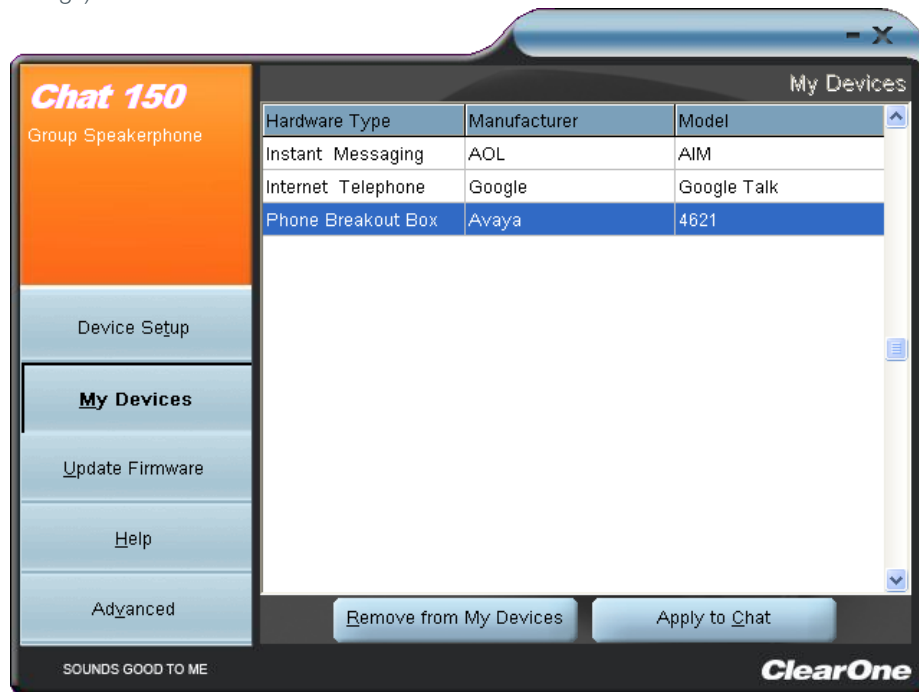 - X
Chat 150
Group Speakerphone
My Devices
Hardware Type Manufacturer Model
Instant Messaging AOL AIM
Internet Telephone Google Google Talk
Phone Breakout Box Avaya 4621
Device Setup
My Devices
Update Firmware
Help
Advanced
Remove from My Devices Apply to Chat
SOUNDS GOOD TO ME
ClearOne